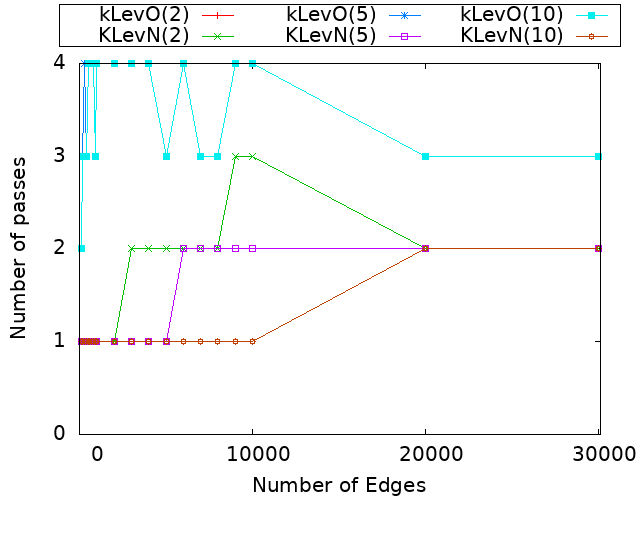 kLevO(2) kLevO(5) kLevO(10)
KLevN(2) KLevN(5) KLevN(10)
4
3
2
1
0
Number of passes
0 10000 20000 30000
Number of Edges